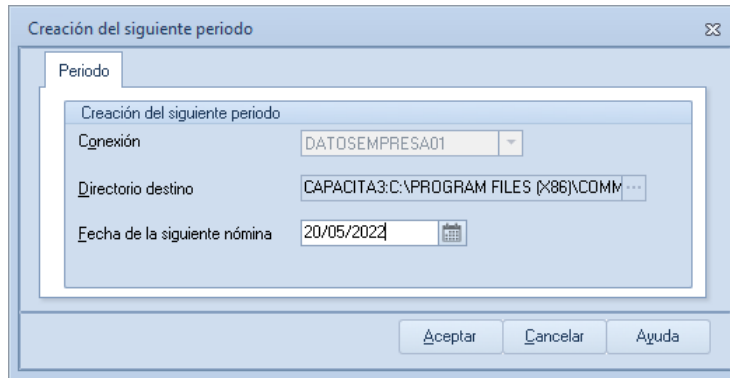 Creación del siguiente periodo
Periodo
Creación del siguiente periodo
Conexión DATOSEMPRESA01
Directorio destino CAPACITA3:C:\PROGRAM FILES (X86)\COMM ...
Fecha de la siguiente nómina 20/05/2022
Aceptar Cancelar Ayuda